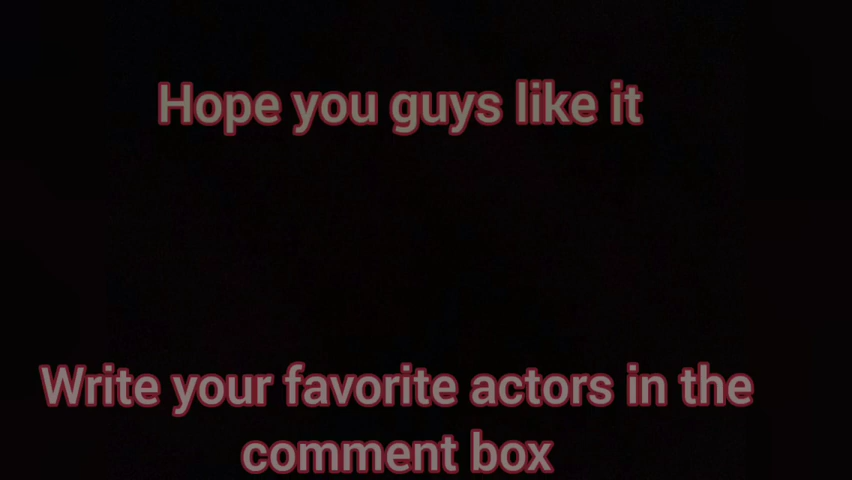 Hope you guys like it
Write your favorite actors in the
comment box